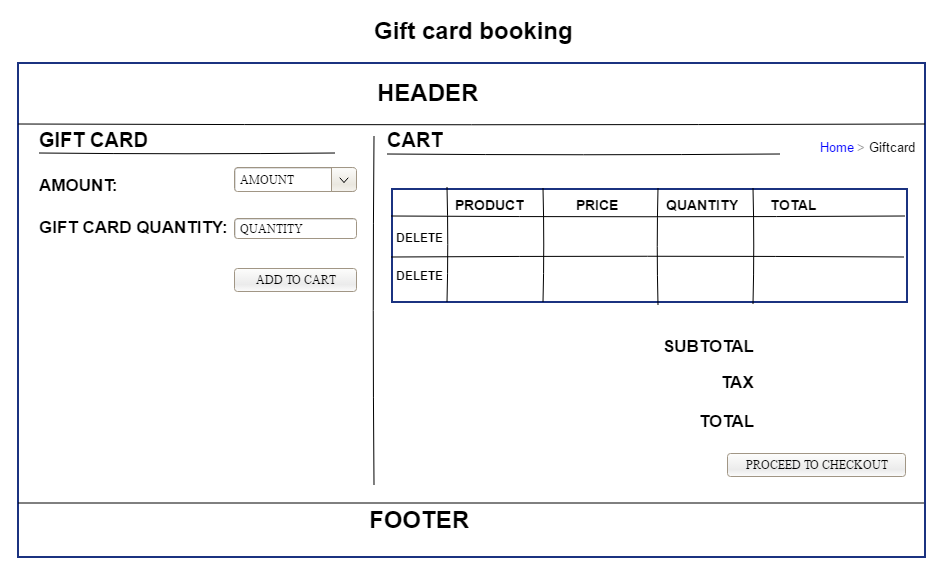 Gift card booking
HEADER
GIFT CARD
CART
Home > Giftcard
AMOUNT: AMOUNT
GIFT CARD QUANTITY: QUANTITY
ADD TO CART
PRODUCT PRICE QUANTITY TOTAL
DELETE
DELETE
SUBTOTAL
TAX
TOTAL
PROCEED TO CHECKOUT
FOOTER